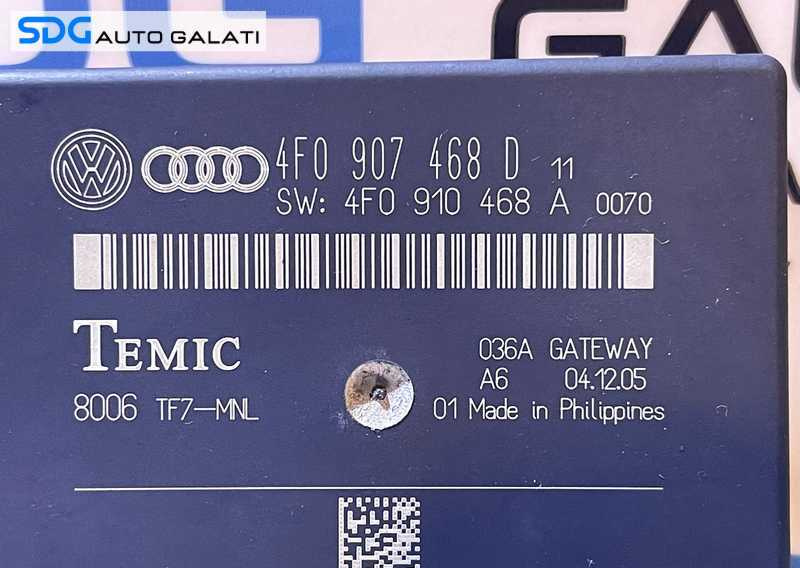 SDG AUTO GALATI
4F0 907 468 D 11
SW: 4F0 910 468 A 0070
TEMIC
036A GATEWAY
A6 04.12.05
8006 TF7-MNL
01 Made in Philippines